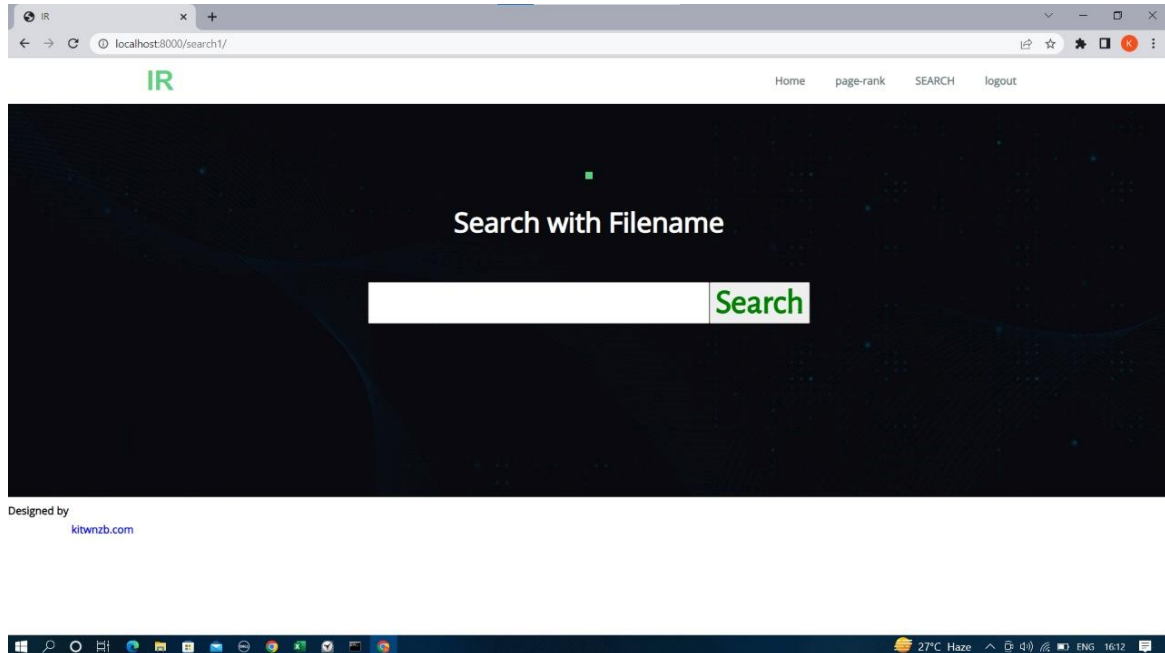 IR
localhost:8000/search1/
K
IR
Home page-rank SEARCH logout
Search with Filename
Search
Designed by
kitwnzb.com
27°C Haze ENG 16:12